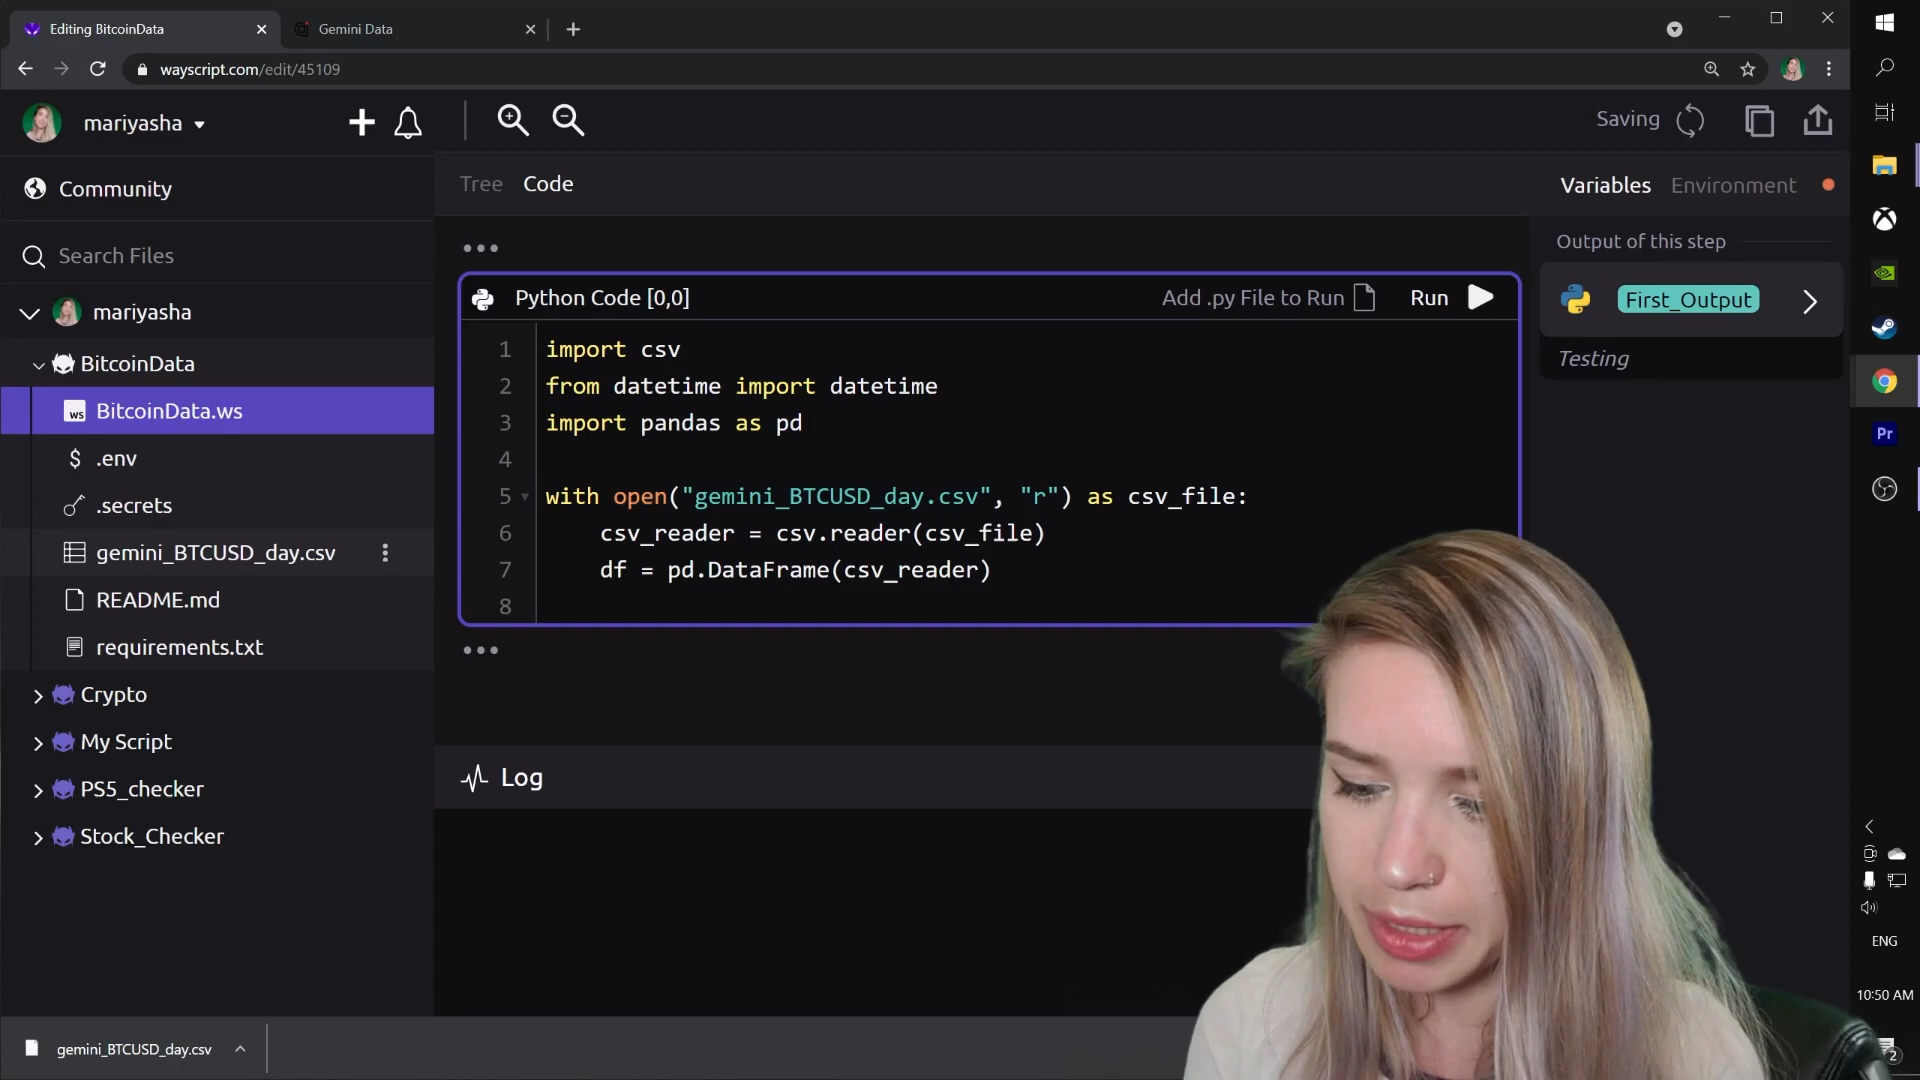 Editing BitcoinData
Gemini Data
wayscript.com/edit/45109
mariyasha
Saving
Community
Tree Code
Variables Environment
Search Files
Output of this step
mariyasha
Python Code [0,0]
Add .py File to Run
Run
First_Output
Testing
BitcoinData
ws BitcoinData.ws
$ .env
.secrets
gemini_BTCUSD_day.csv
README.md
requirements.txt
Crypto
My Script
PS5_checker
Stock_Checker
1 import csv
2 from datetime import datetime
3 import pandas as pd
4
5 with open("gemini_BTCUSD_day.csv", "r") as csv_file:
6 csv_reader = csv.reader(csv_file)
7 df = pd.DataFrame(csv_reader)
8
Log
Pr
ENG
10:50 AM
2
gemini_BTCUSD_day.csv